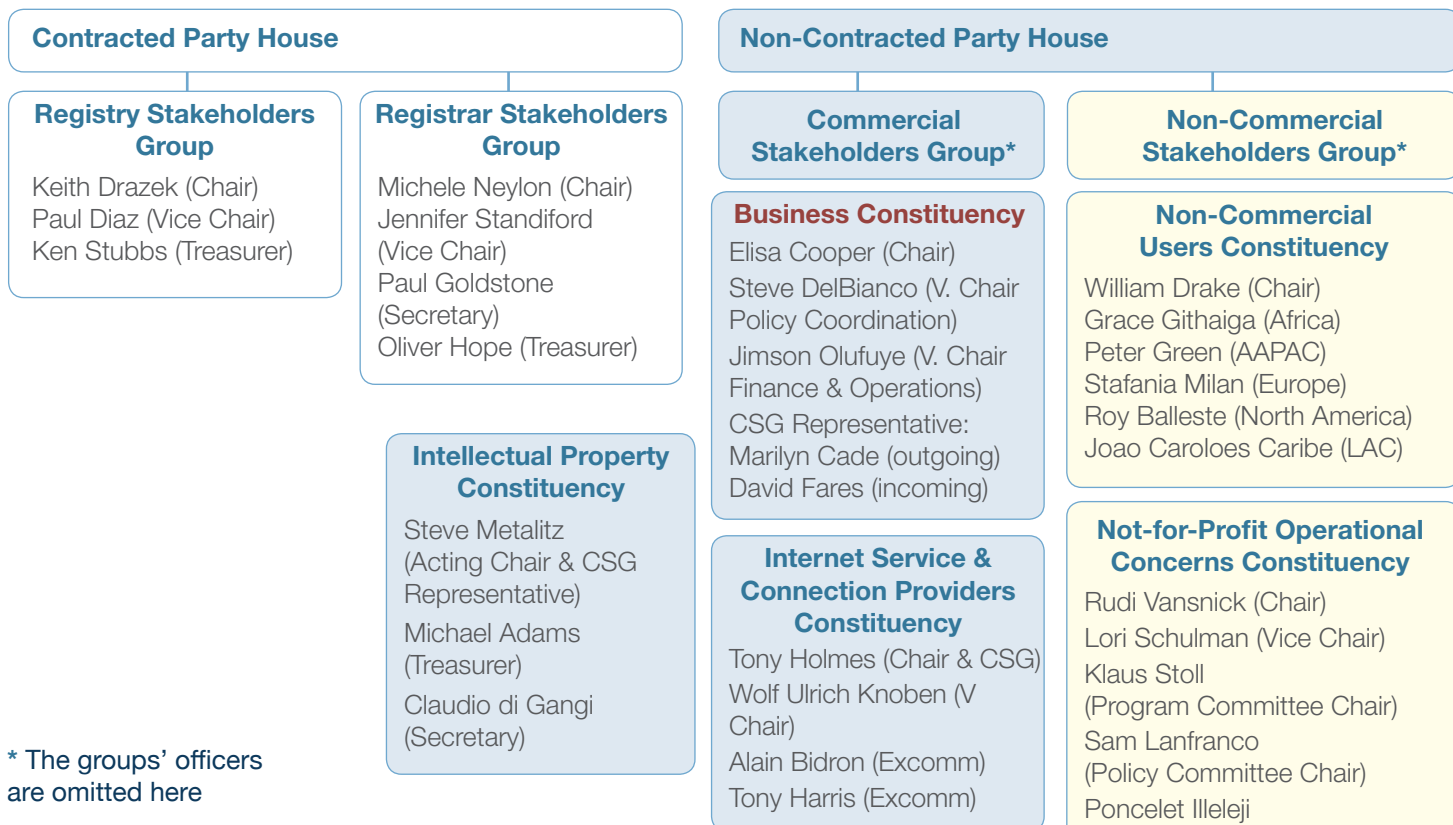 Contracted Party House
Registry Stakeholders
Group
Keith Drazek (Chair)
Paul Diaz (Vice Chair)
Ken Stubbs (Treasurer)
Registrar Stakeholders
Group
Michele Neylon (Chair)
Jennifer Standiford
(Vice Chair)
Paul Goldstone
(Secretary)
Oliver Hope (Treasurer)
Non-Contracted Party House
Commercial
Stakeholders Group*
Business Constituency
Elisa Cooper (Chair)
Steve DelBianco (V. Chair
Policy Coordination)
Jimson Olufuye (V. Chair
Finance & Operations)
CSG Representative:
Marilyn Cade (outgoing)
David Fares (incoming)
Intellectual Property
Constituency
Steve Metalitz
(Acting Chair & CSG
Representative)
Michael Adams
(Treasurer)
Claudio di Gangi
(Secretary)
Internet Service &
Connection Providers
Constituency
Tony Holmes (Chair & CSG)
Wolf Ulrich Knoben (V
Chair)
Alain Bidron (Excomm)
Tony Harris (Excomm)
Non-Commercial
Stakeholders Group*
Non-Commercial
Users Constituency
William Drake (Chair)
Grace Githaiga (Africa)
Peter Green (AAPAC)
Stafania Milan (Europe)
Roy Balleste (North America)
Joao Caroloes Caribe (LAC)
Not-for-Profit Operational
Concerns Constituency
Rudi Vansnick (Chair)
Lori Schulman (Vice Chair)
Klaus Stoll
(Program Committee Chair)
Sam Lanfranco
(Policy Committee Chair)
Poncelet Illeleji
* The groups' officers
are omitted here